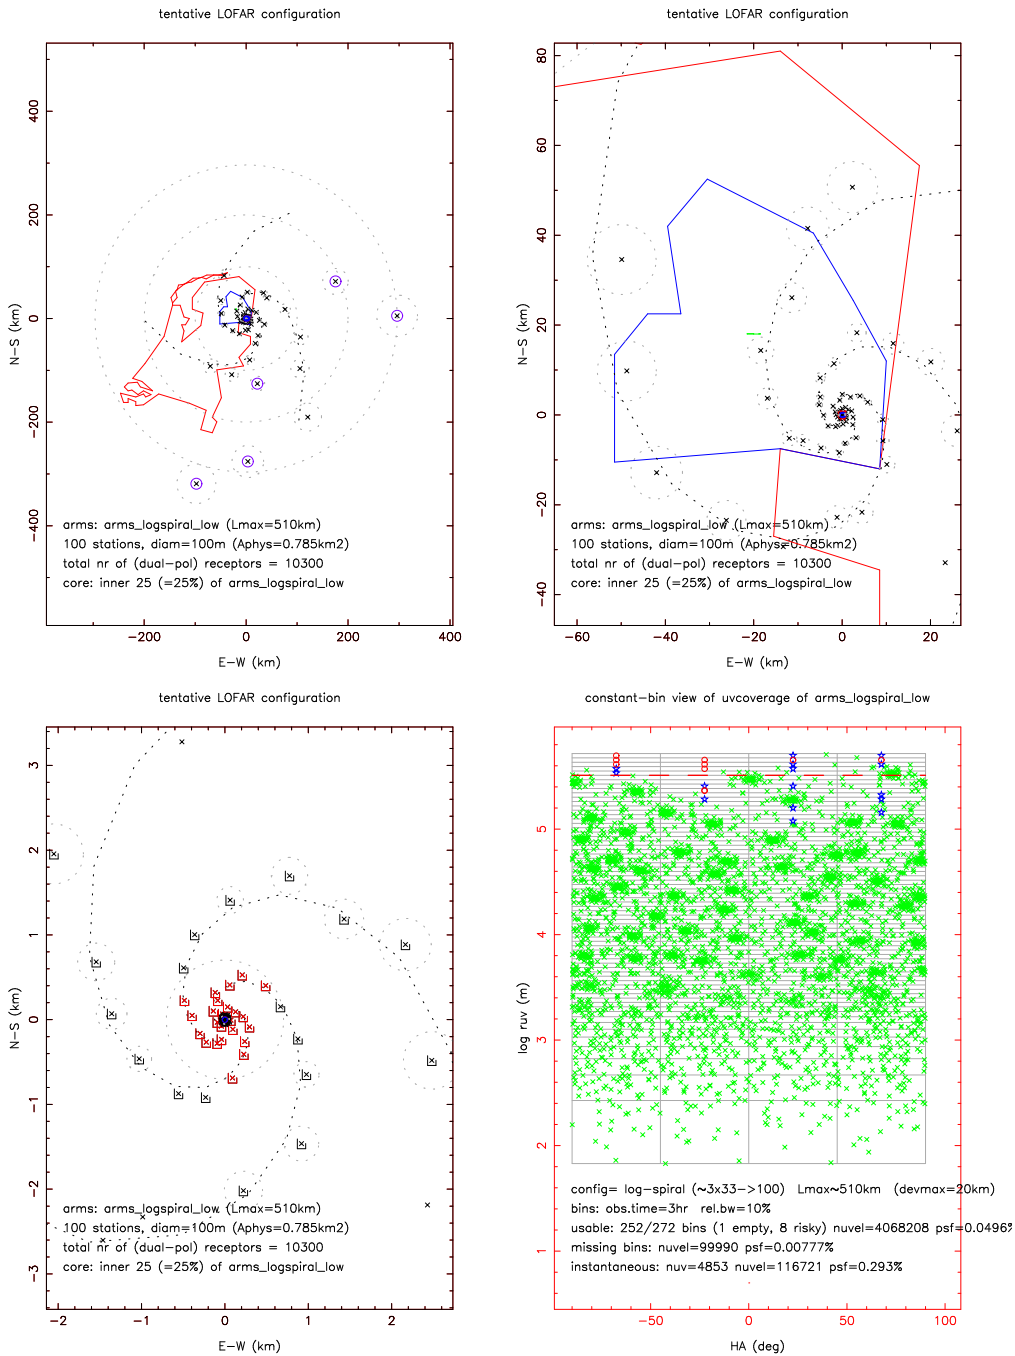 tentative LOFAR configuration
N-S (km)
400
200
0
-200
-400
arms: arms_logspiral_low (Lmax=510km)
100 stations, diam=100m (Aphys=0.785km2)
total nr of (dual-pol) receptors = 10300
core: inner 25 (=25%) of arms_logspiral_low
-200 0 200 400
E-W (km)
tentative LOFAR configuration
N-S (km)
80
60
40
20
0
-20
-40
arms: arms_logspiral_low (Lmax=510km)
100 stations, diam=100m (Aphys=0.785km2)
total nr of (dual-pol) receptors = 10300
core: inner 25 (=25%) of arms_logspiral_low
-60 -40 -20 0 20
E-W (km)
tentative LOFAR configuration
N-S (km)
3
2
1
0
-1
-2
-3
arms: arms_logspiral_low (Lmax=510km)
100 stations, diam=100m (Aphys=0.785km2)
total nr of (dual-pol) receptors = 10300
core: inner 25 (=25%) of arms_logspiral_low
-2 -1 0 1 2
E-W (km)
constant-bin view of uvcoverage of arms_logspiral_low
log ruv (m)
5
4
3
2
1
config= log-spiral (~3x33->100) Lmax~510km (devmax=20km)
bins: obs.time=3hr rel.bw=10%
usable: 252/272 bins (1 empty, 8 risky) nuvel=4068208 psf=0.0496%
missing bins: nuvel=99990 psf=0.00777%
instantaneous: nuv=4853 nuvel=116721 psf=0.293%
-50 0 50 100
HA (deg)